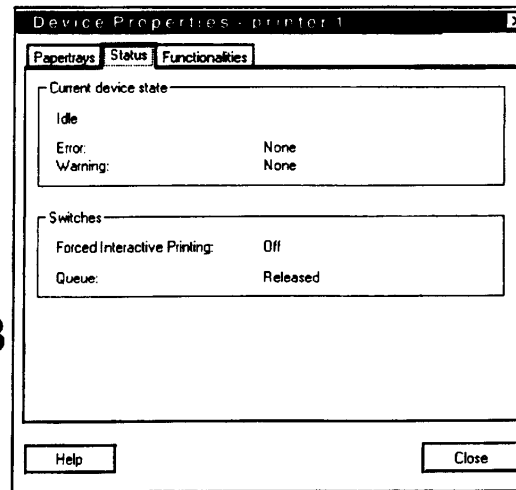 Device Properties - printer 1
Papertrays Status Functionalities
Current device state
Idle
Error: None
Warning: None
Switches
Forced Interactive Printing: Off
Queue: Released
Help Close